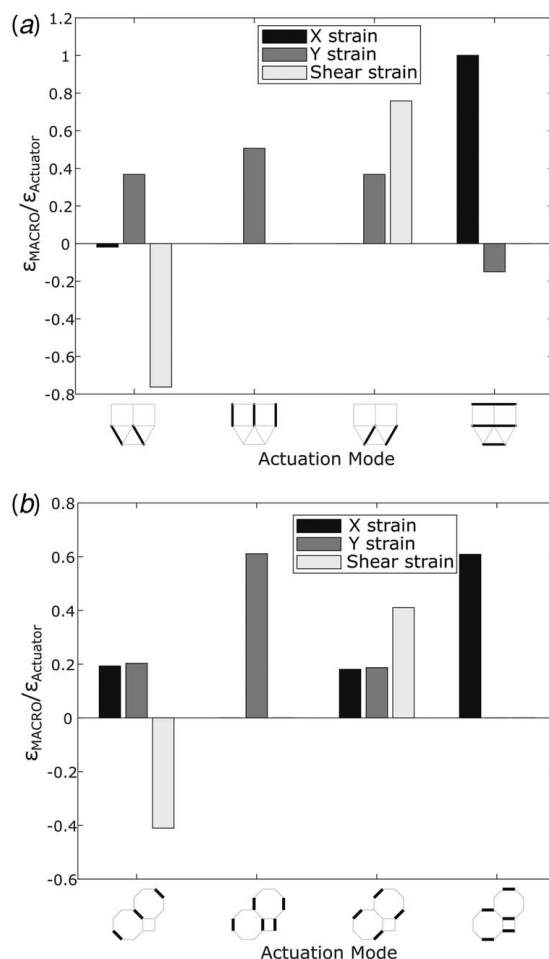 (a)
1.2
1
0.8
0.6
0.4
0.2
0
-0.2
-0.4
-0.6
-0.8
X strain
Y strain
Shear strain
εMACRO/εActuator
Actuation Mode
(b)
0.8
0.6
0.4
0.2
0
-0.2
-0.4
-0.6
X strain
Y strain
Shear strain
εMACRO/εActuator
Actuation Mode